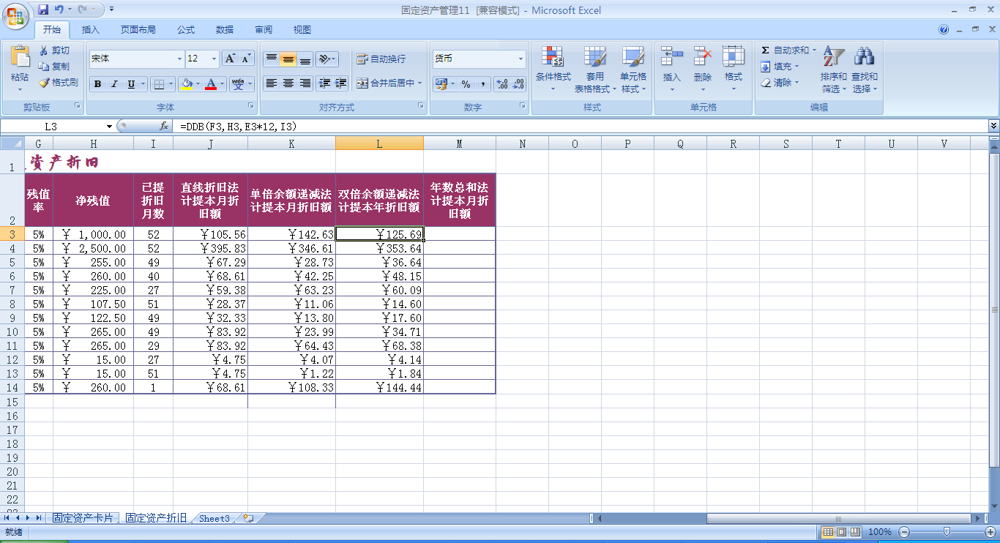 固定资产管理11 [兼容模式] - Microsoft Excel
开始 插入 页面布局 公式 数据 审阅 视图
粘贴 剪切 复制 格式刷 剪贴板
宋体 12 B I U A A A wén 文 字体
自动换行 合并后居中 对齐方式
货币 % , .0 .00 .00 .0 数字
条件格式 套用表格格式 单元格样式 样式
插入 删除 格式 单元格
Σ 自动求和 填充 清除 排序和筛选 查找和选择 编辑
L3 fx =DDB(F3,H3,E3*12,I3)
G H I J K L M N O P Q R S T U V
1 资产折旧
2 残值率 净残值 已提折旧月数 直线折旧法计提本月折旧额 单倍余额递减法计提本月折旧额 双倍余额递减法计提本年折旧额 年数总和法计提本月折旧额
3 5% ￥ 1,000.00 52 ￥105.56 ￥142.63 ￥125.69
4 5% ￥ 2,500.00 52 ￥395.83 ￥346.61 ￥353.64
5 5% ￥ 255.00 49 ￥67.29 ￥28.73 ￥36.64
6 5% ￥ 260.00 40 ￥68.61 ￥42.25 ￥48.15
7 5% ￥ 225.00 27 ￥59.38 ￥63.23 ￥60.09
8 5% ￥ 107.50 51 ￥28.37 ￥11.06 ￥14.60
9 5% ￥ 122.50 49 ￥32.33 ￥13.80 ￥17.60
10 5% ￥ 265.00 49 ￥83.92 ￥23.99 ￥34.71
11 5% ￥ 265.00 29 ￥83.92 ￥64.43 ￥68.38
12 5% ￥ 15.00 27 ￥4.75 ￥4.07 ￥4.14
13 5% ￥ 15.00 51 ￥4.75 ￥1.22 ￥1.84
14 5% ￥ 260.00 1 ￥68.61 ￥108.33 ￥144.44
15
16
17
18
19
20
21
22
固定资产卡片 固定资产折旧 Sheet3
就绪 100%